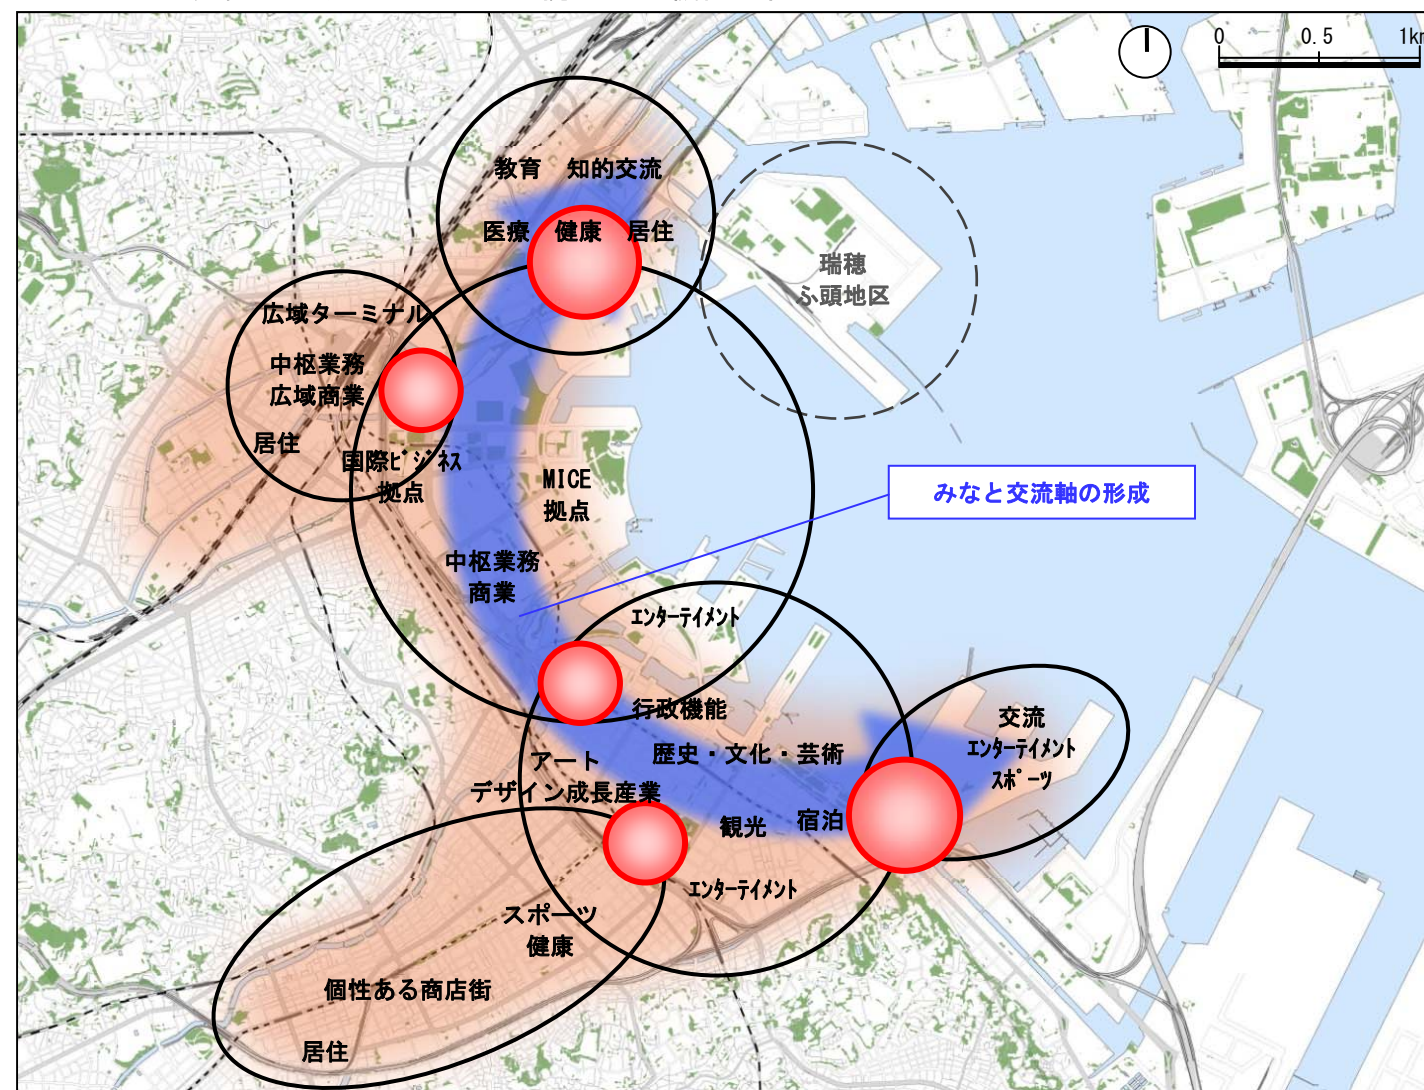 0 0.5 1km
教育 知的交流
医療 健康 居住
瑞穂
ふ頭地区
広域ターミナル
中枢業務
広域商業
居住
国際ビジネス
拠点
MICE
拠点
みなと交流軸の形成
中枢業務
商業
エンターテイメント
行政機能
交流
エンターテイメント
スポーツ
歴史・文化・芸術
アート
デザイン成長産業
観光 宿泊
エンターテイメント
スポーツ
健康
個性ある商店街
居住